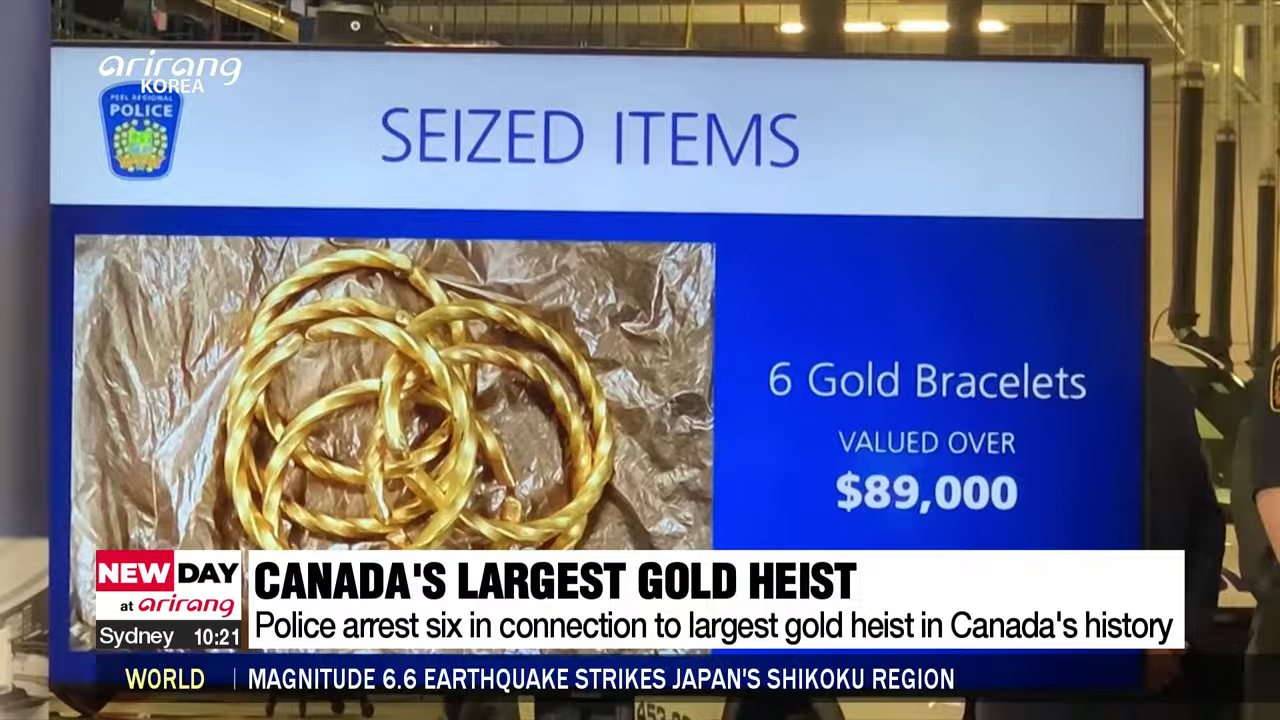 arirang
KOREA
PEEL REGIONAL
POLICE
SEIZED ITEMS
6 Gold Bracelets
VALUED OVER
$89,000
NEW DAY
at arirang
Sydney 10:21
CANADA'S LARGEST GOLD HEIST
Police arrest six in connection to largest gold heist in Canada's history
WORLD
MAGNITUDE 6.6 EARTHQUAKE STRIKES JAPAN'S SHIKOKU REGION